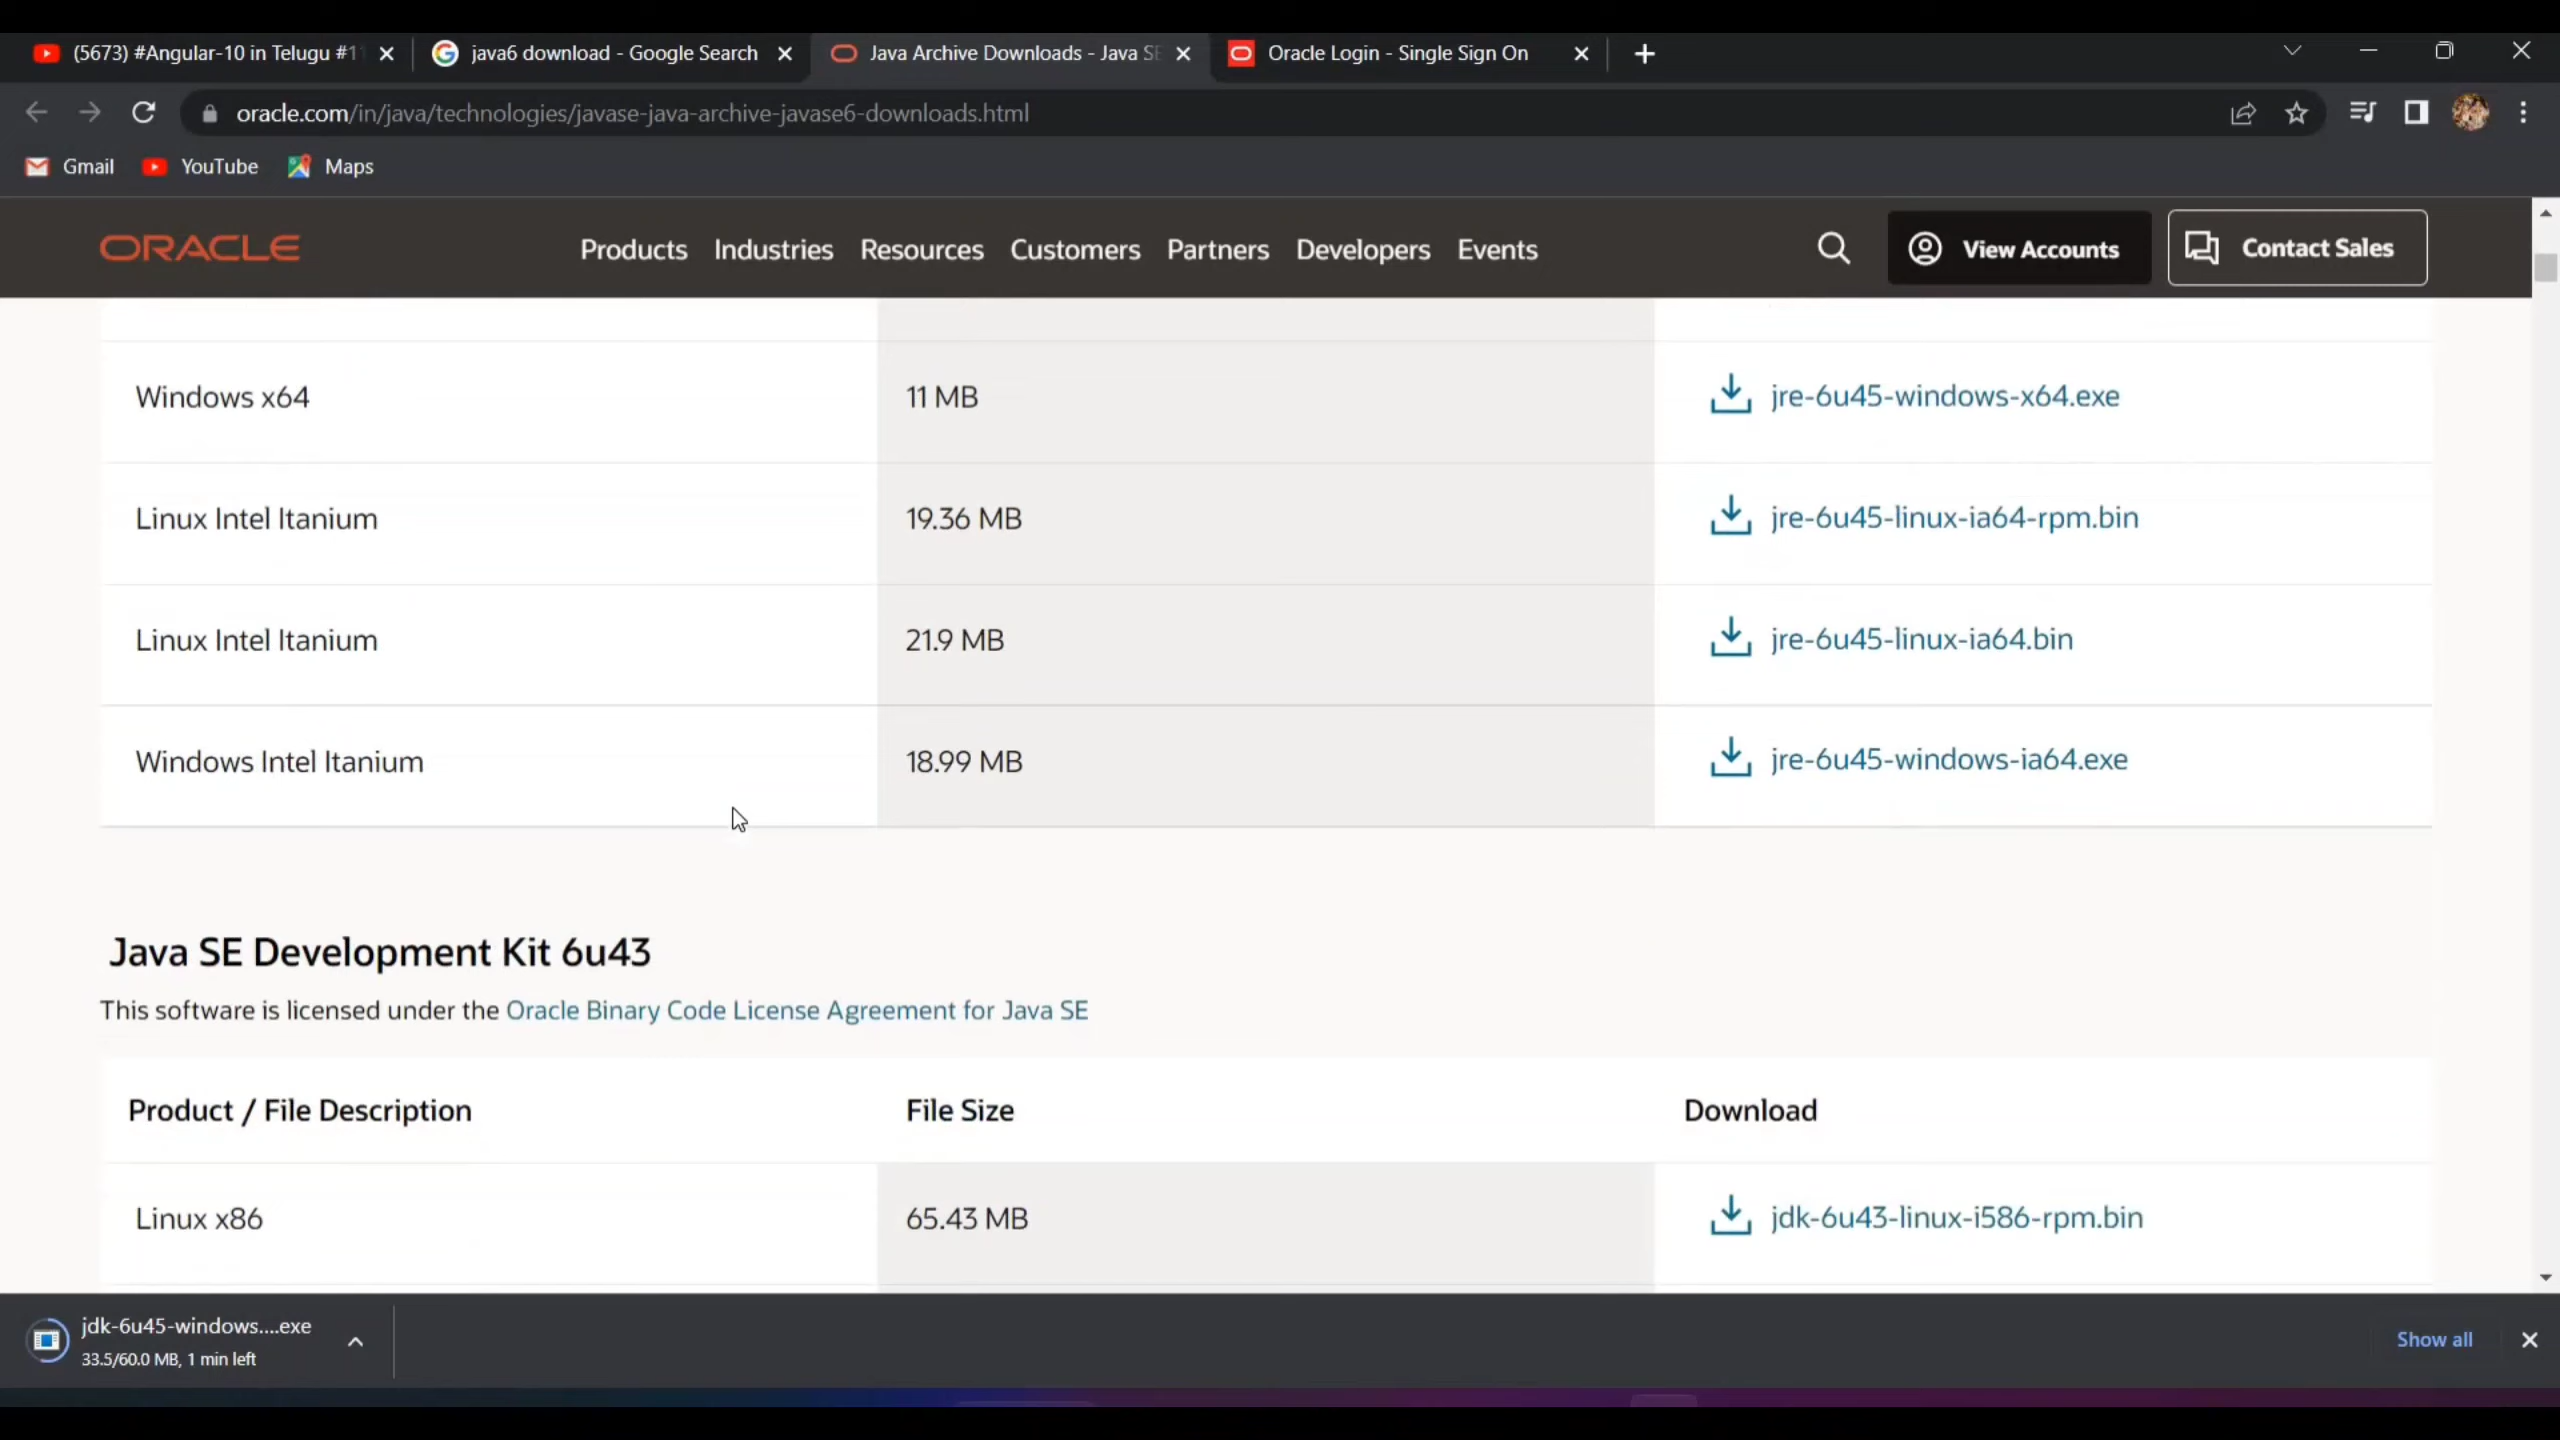 (5673) #Angular-10 in Telugu #1
java6 download - Google Search
Java Archive Downloads - Java SE
Oracle Login - Single Sign On
oracle.com/in/java/technologies/javase-java-archive-javase6-downloads.html
Gmail
YouTube
Maps
ORACLE
Products
Industries
Resources
Customers
Partners
Developers
Events
View Accounts
Contact Sales
Windows x64 11 MB jre-6u45-windows-x64.exe
Linux Intel Itanium 19.36 MB jre-6u45-linux-ia64-rpm.bin
Linux Intel Itanium 21.9 MB jre-6u45-linux-ia64.bin
Windows Intel Itanium 18.99 MB jre-6u45-windows-ia64.exe
Java SE Development Kit 6u43
This software is licensed under the Oracle Binary Code License Agreement for Java SE
Product / File Description File Size Download
Linux x86 65.43 MB jdk-6u43-linux-i586-rpm.bin
jdk-6u45-windows....exe
33.5/60.0 MB, 1 min left
Show all